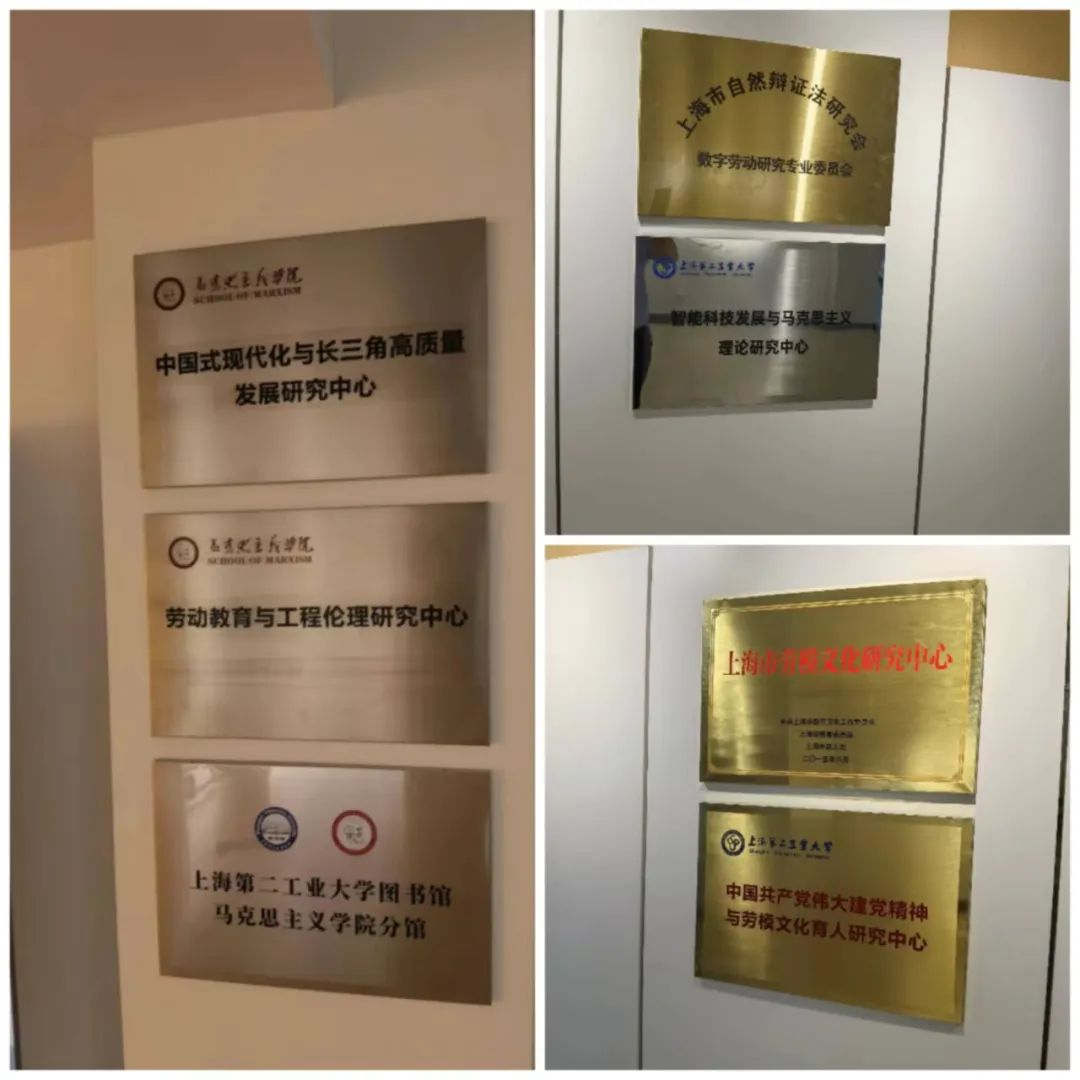 马克思主义学院
SCHOOL OF MARXISM
中国式现代化与长三角高质量
发展研究中心
马克思主义学院
SCHOOL OF MARXISM
劳动教育与工程伦理研究中心
上海第二工业大学图书馆
马克思主义学院分馆
上海市自然辩证法研究会
数字劳动研究专业委员会
上海第二工业大学
智能科技发展与马克思主义
理论研究中心
上海市劳模文化研究中心
二〇一五年六月
上海第二工业大学
中国共产党伟大建党精神
与劳模文化育人研究中心